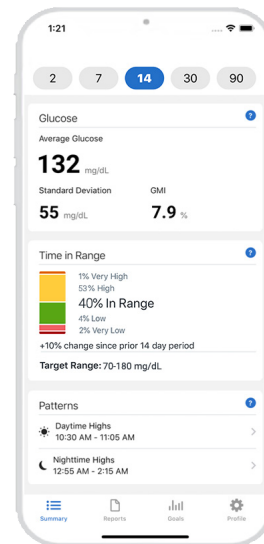 1:21
2 7 14 30 90
Glucose
Average Glucose
132 mg/dL
Standard Deviation GMI
55 mg/dL 7.9 %
Time in Range
1% Very High
53% High
40% In Range
4% Low
2% Very Low
+10% change since prior 14 day period
Target Range: 70-180 mg/dL
Patterns
Daytime Highs
10:30 AM - 11:05 AM
Nighttime Highs
12:55 AM - 2:15 AM
Summary Reports Goals Profile